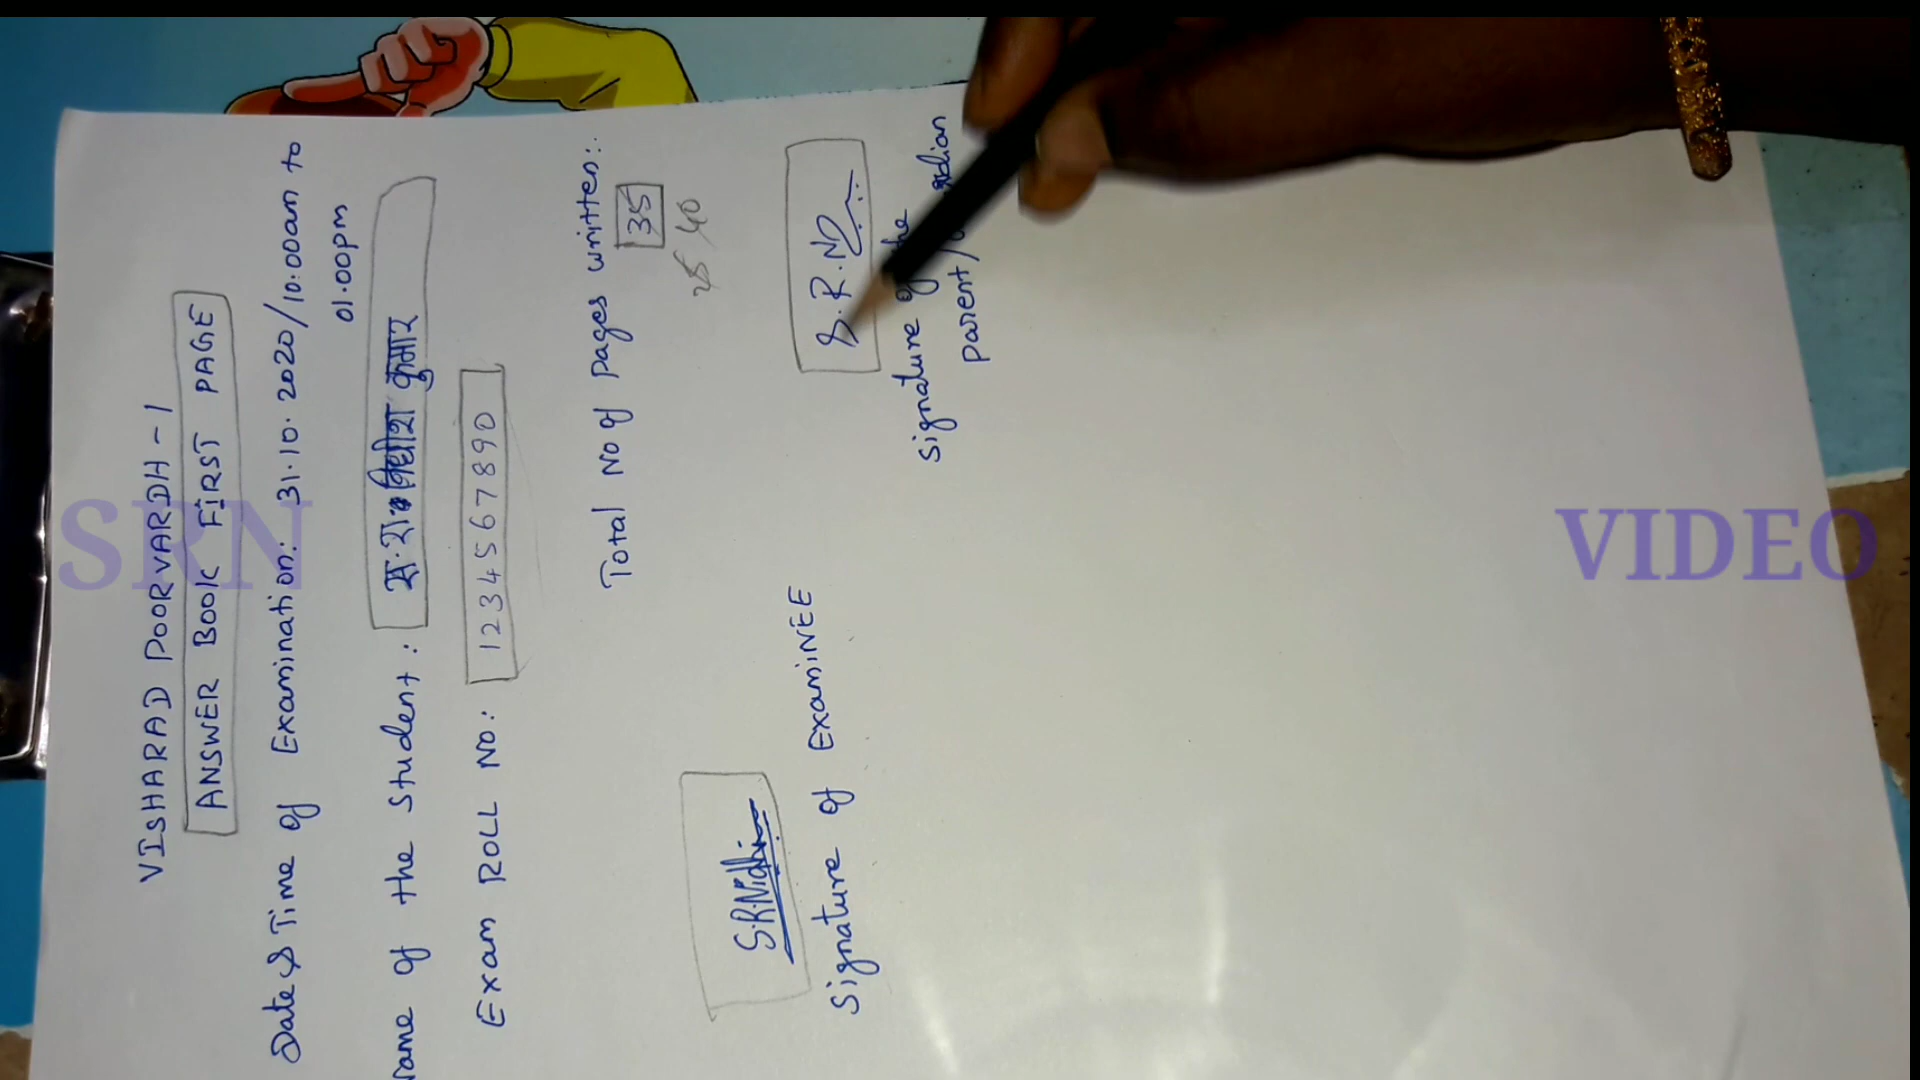 VISHARAD POORVARDH - 1
ANSWER BOOK FIRST PAGE
Date & Time of Examination: 31.10.2020/10:00am to
01.00pm
Name of the Student: स. रा. निधीश कुमार
Exam ROLL NO: 1234567890
Total No of pages written:
35
25 40
S.R.Nidhi
Signature of ExaminEE
S.R.N
Signature of the
parent/
SRN VIDEO